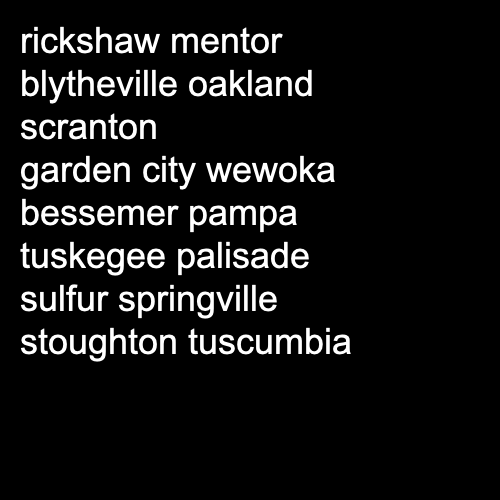 rickshaw mentor
blytheville oakland
scranton
garden city wewoka
bessemer pampa
tuskegee palisade
sulfur springville
stoughton tuscumbia